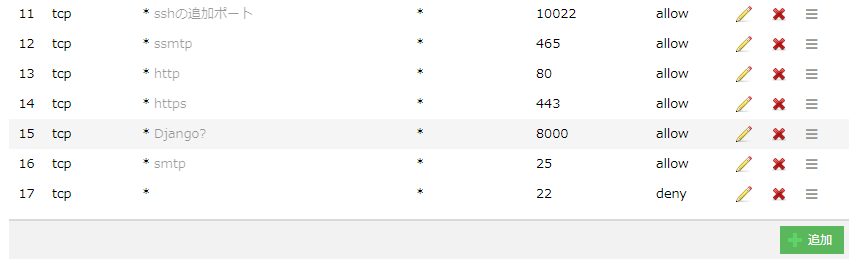 11 tcp * sshの追加ポート * 10022 allow
12 tcp * ssmtp * 465 allow
13 tcp * http * 80 allow
14 tcp * https * 443 allow
15 tcp * Django? * 8000 allow
16 tcp * smtp * 25 allow
17 tcp * * 22 deny
追加